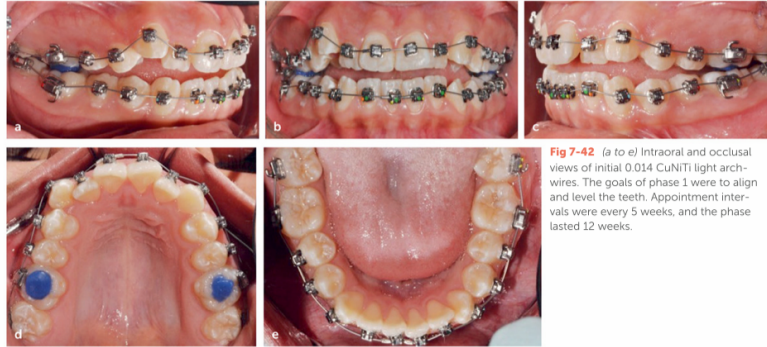 a
b
c
Fig 7-42 (a to e) Intraoral and occlusal
views of initial 0.014 CuNiTi light arch-
wires. The goals of phase 1 were to align
and level the teeth. Appointment inter-
vals were every 5 weeks, and the phase
lasted 12 weeks.
d
e